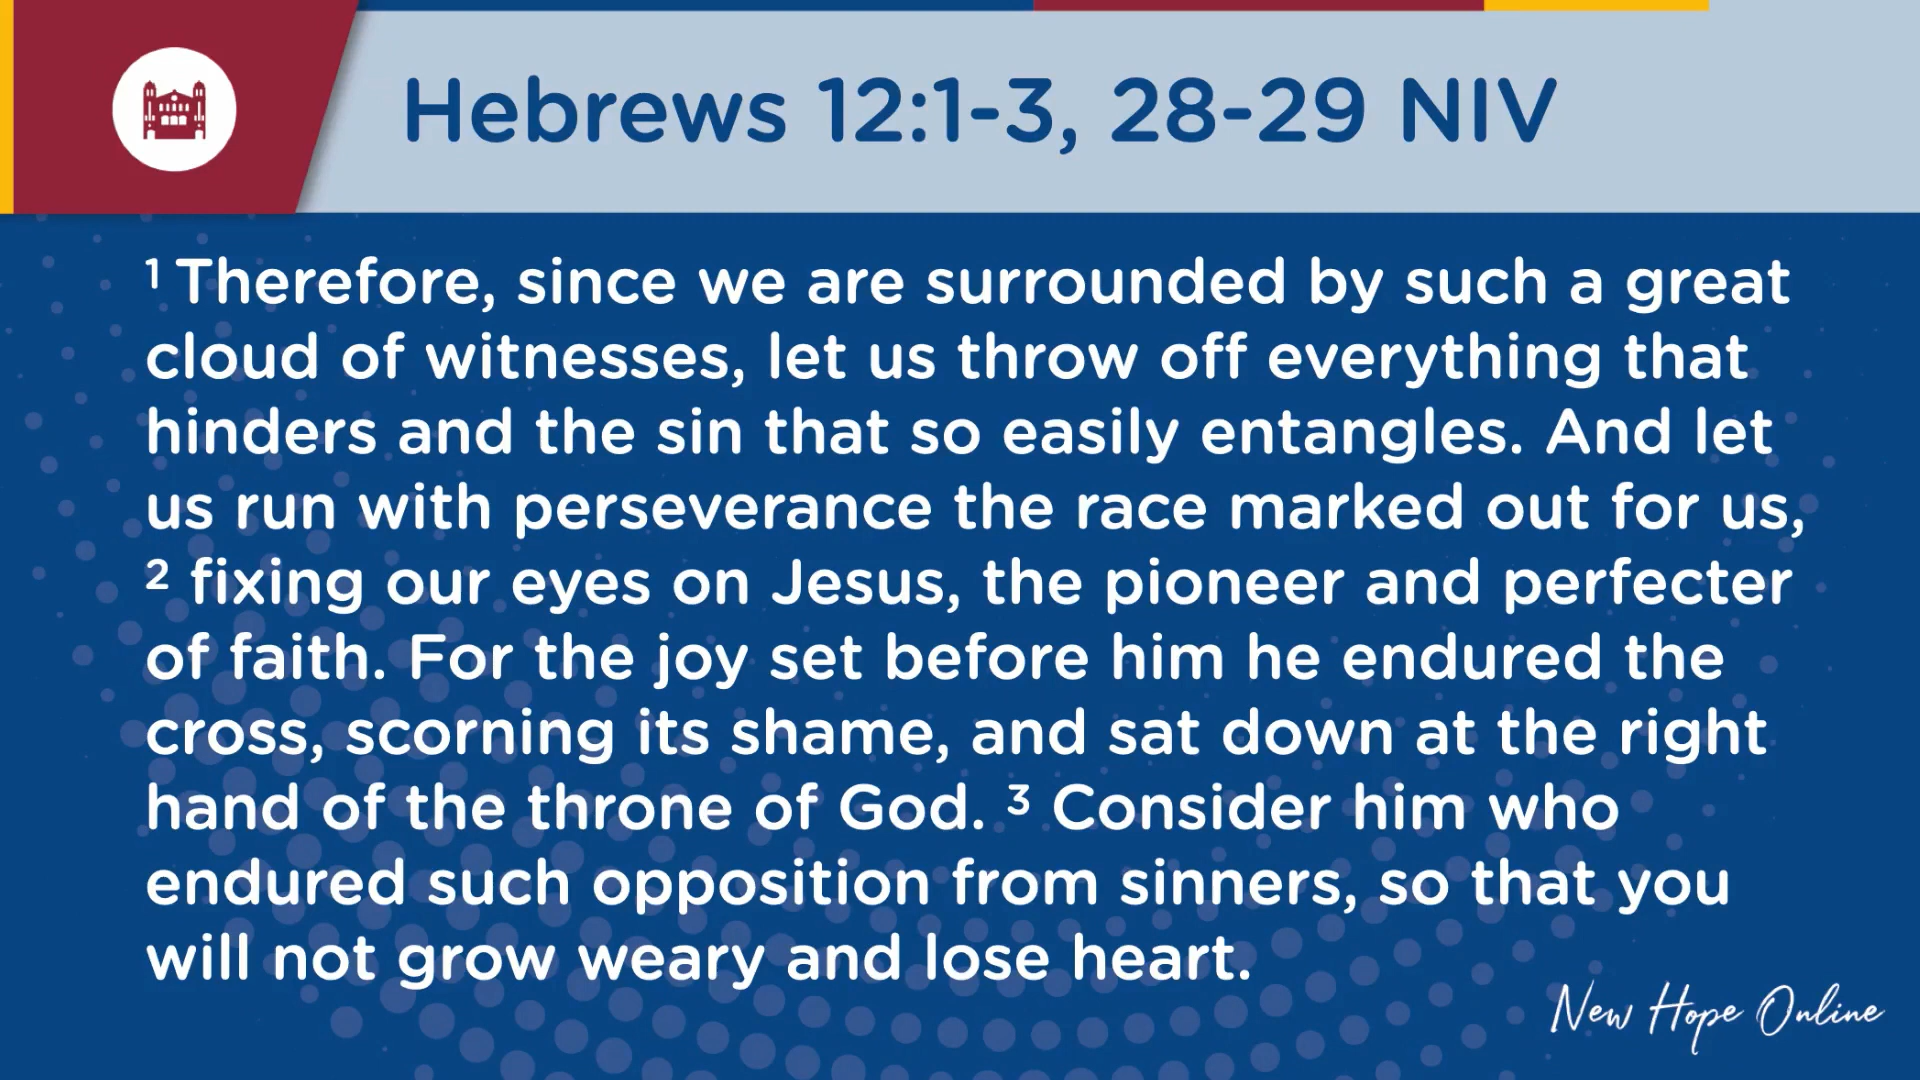 Hebrews 12:1-3, 28-29 NIV
¹ Therefore, since we are surrounded by such a great
cloud of witnesses, let us throw off everything that
hinders and the sin that so easily entangles. And let
us run with perseverance the race marked out for us,
² fixing our eyes on Jesus, the pioneer and perfecter
of faith. For the joy set before him he endured the
cross, scorning its shame, and sat down at the right
hand of the throne of God. ³ Consider him who
endured such opposition from sinners, so that you
will not grow weary and lose heart.
New Hope Online